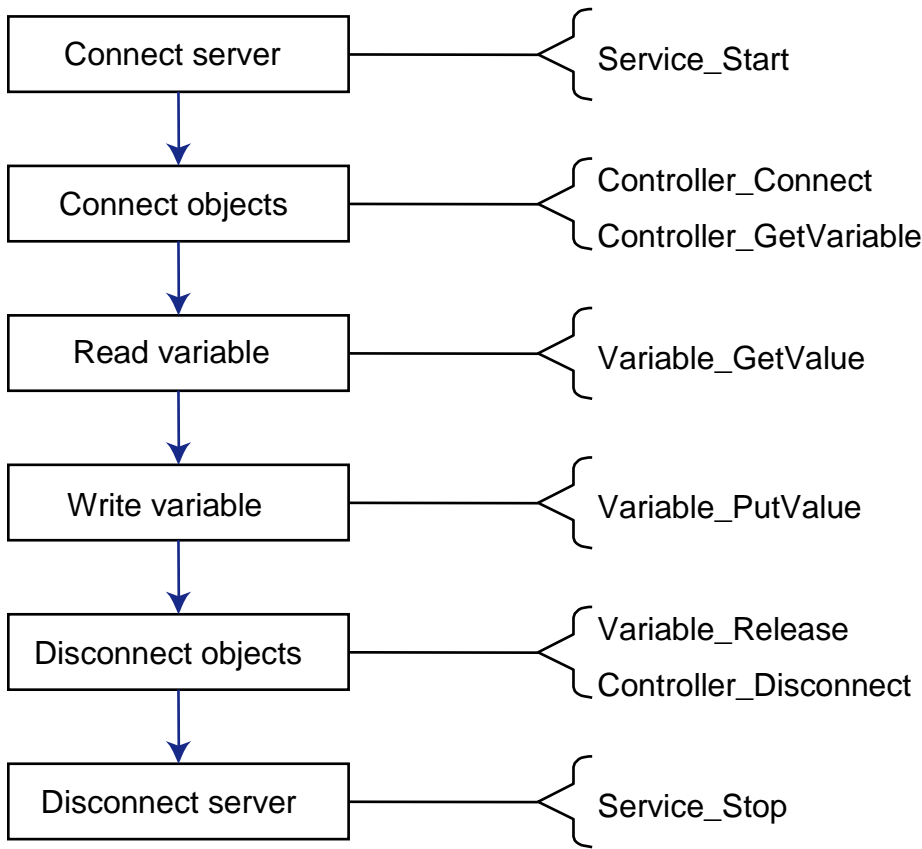 Connect server
Service_Start
Connect objects
Controller_Connect
Controller_GetVariable
Read variable
Variable_GetValue
Write variable
Variable_PutValue
Disconnect objects
Variable_Release
Controller_Disconnect
Disconnect server
Service_Stop